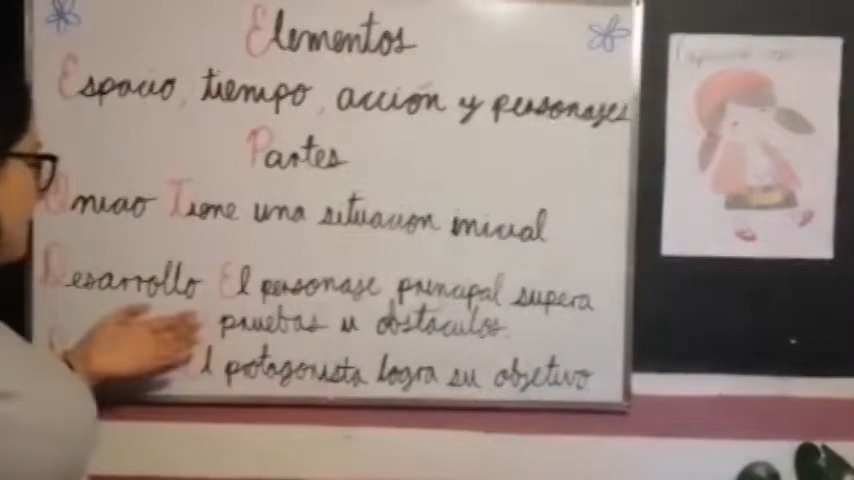 Elementos
Espacio, tiempo, acción y personajes
Partes
Inicio Tiene una situacion inicial
Desarrollo El personaje principal supera
pruebas u obstáculos.
El protagonista logra su objetivo